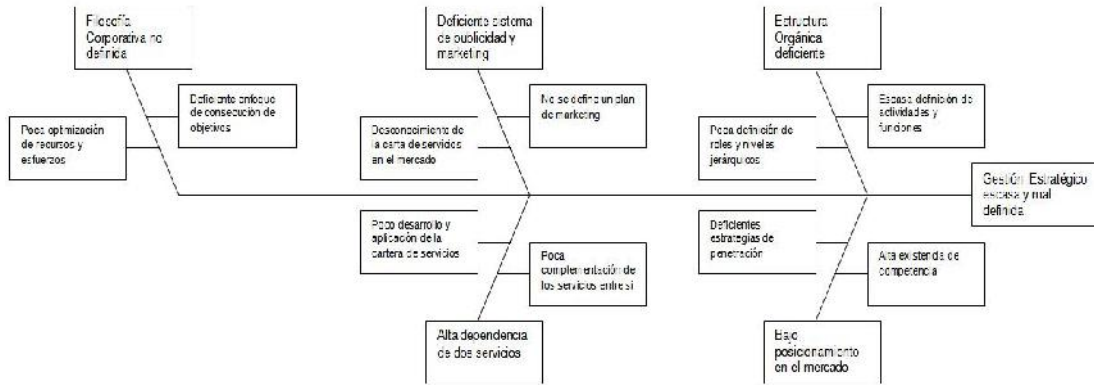 Filosofía
Corporativa no
definida
Deficiente sistema
de publicidad y
marketing
Estructura
Orgánica
deficiente
Deficiente enfoque
de consecución de
objetivos
Poca optimización
de recursos y
esfuerzos
No se define un plan
de marketing
Desconocimiento de
la carta de servicios
en el mercado
Escasa definición de
actividades y
funciones
Poca definición de
roles y niveles
jerárquicos
Gestión Estratégico
escasa y mal
definida
Poco desarrollo y
aplicación de la
cartera de servicios
Poca
complementación de
los servicios entre si
Deficientes
estrategias de
penetración
Alta existencia de
competencia
Alta dependencia
de dos servicios
Bajo
posicionamiento
en el mercado